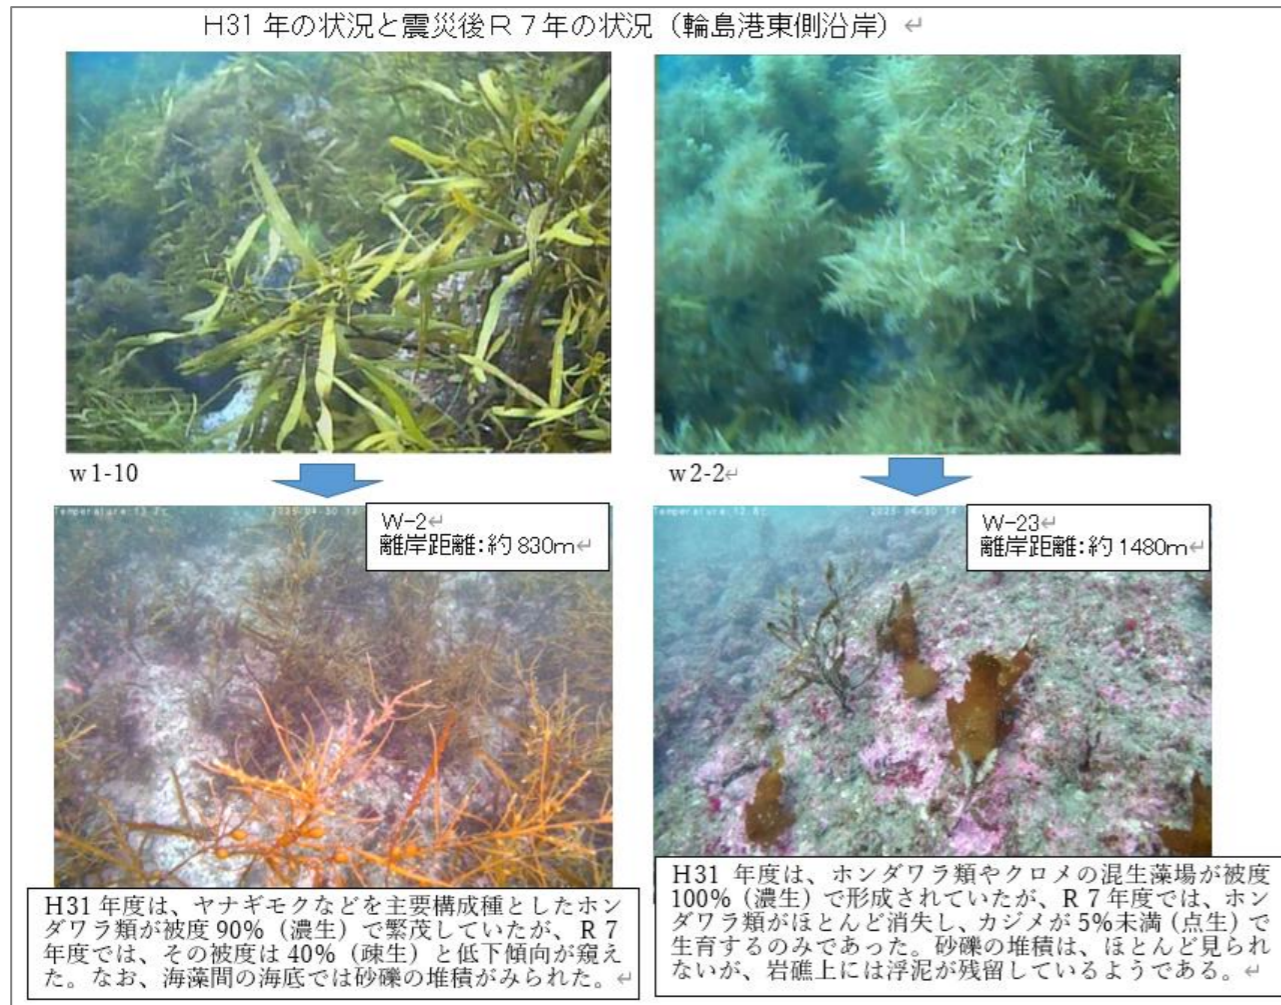 H31 年の状況と震災後R 7年の状況（輪島港東側沿岸）↵
w1-10
w2-2↵
Temperature:13.2℃
W-2↵
離岸距離：約 830m↵
Temperature:12.8℃
W-23↵
離岸距離：約 1480m↵
H31 年度は、ヤナギモクなどを主要構成種としたホン
ダワラ類が被度 90%（濃生）で繁茂していたが、R 7
年度では、その被度は 40%（疎生）と低下傾向が窺え
た。なお、海藻間の海底では砂礫の堆積がみられた。↵
H31 年度は、ホンダワラ類やクロメの混生藻場が被度
100%（濃生）で形成されていたが、R 7年度では、ホン
ダワラ類がほとんど消失し、カジメが 5%未満（点生）で
生育するのみであった。砂礫の堆積は、ほとんど見られ
ないが、岩礁上には浮泥が残留しているようである。↵